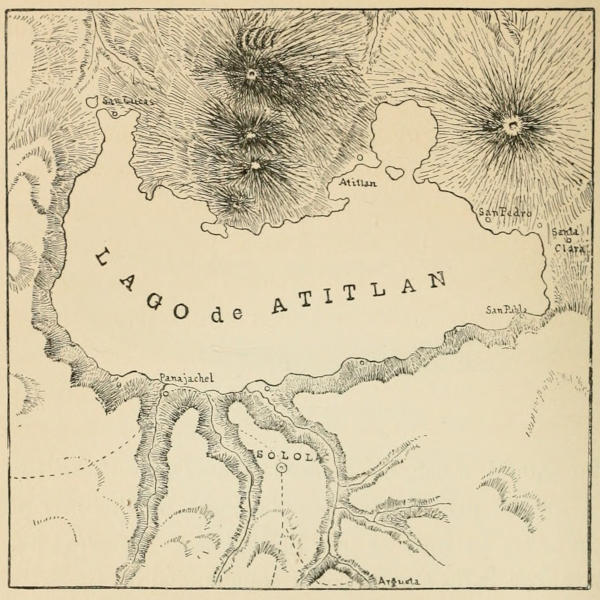 San Lucas
Atitlan
San Pedro
Santa
Clara
LAGO de ATITLAN
San Pablo
Panajachel
SOLOLA
Argueta